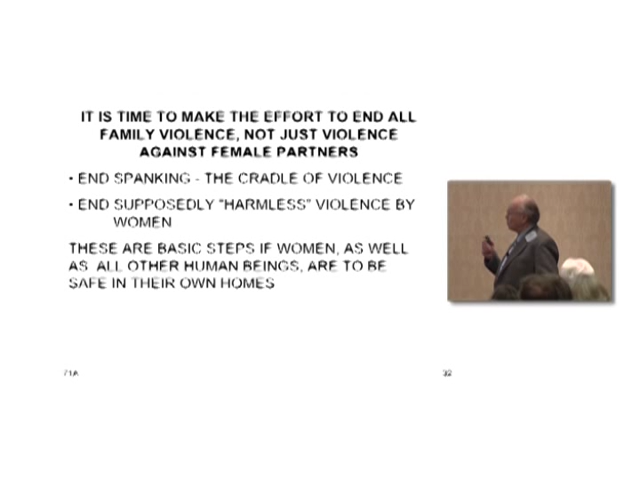 IT IS TIME TO MAKE THE EFFORT TO END ALL
FAMILY VIOLENCE, NOT JUST VIOLENCE
AGAINST FEMALE PARTNERS
• END SPANKING - THE CRADLE OF VIOLENCE
• END SUPPOSEDLY "HARMLESS" VIOLENCE BY
WOMEN
THESE ARE BASIC STEPS IF WOMEN, AS WELL
AS ALL OTHER HUMAN BEINGS, ARE TO BE
SAFE IN THEIR OWN HOMES